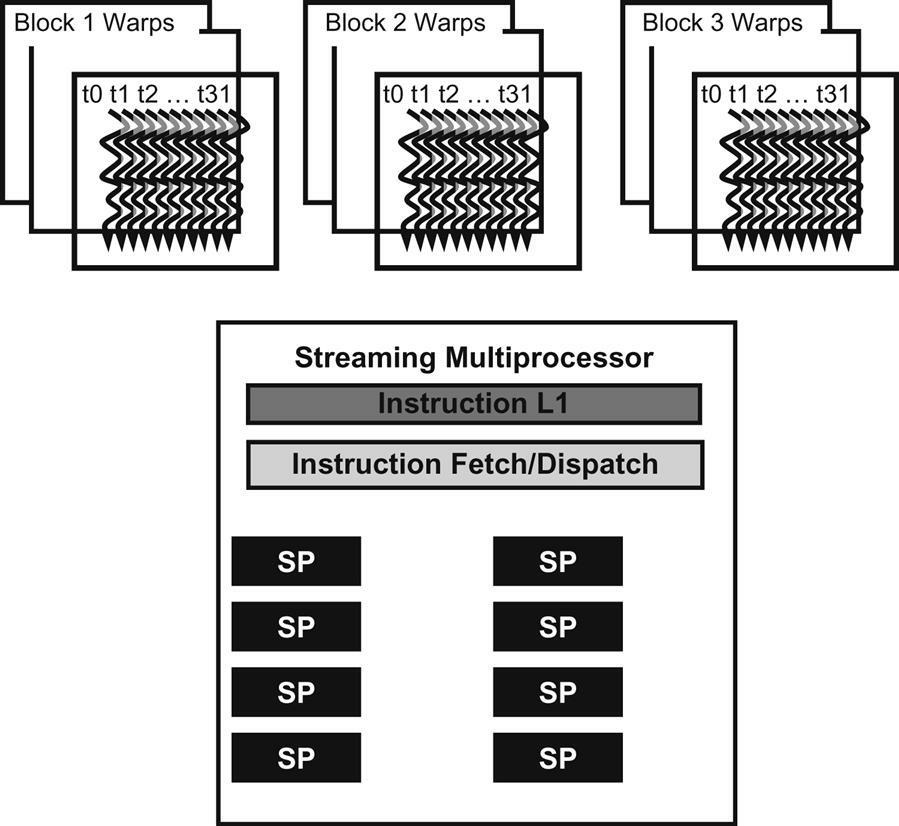 Block 1 Warps
Block 2 Warps
Block 3 Warps
t0 t1 t2 … t31
t0 t1 t2 … t31
t0 t1 t2 … t31
Streaming Multiprocessor
Instruction L1
Instruction Fetch/Dispatch
SP
SP
SP
SP
SP
SP
SP
SP